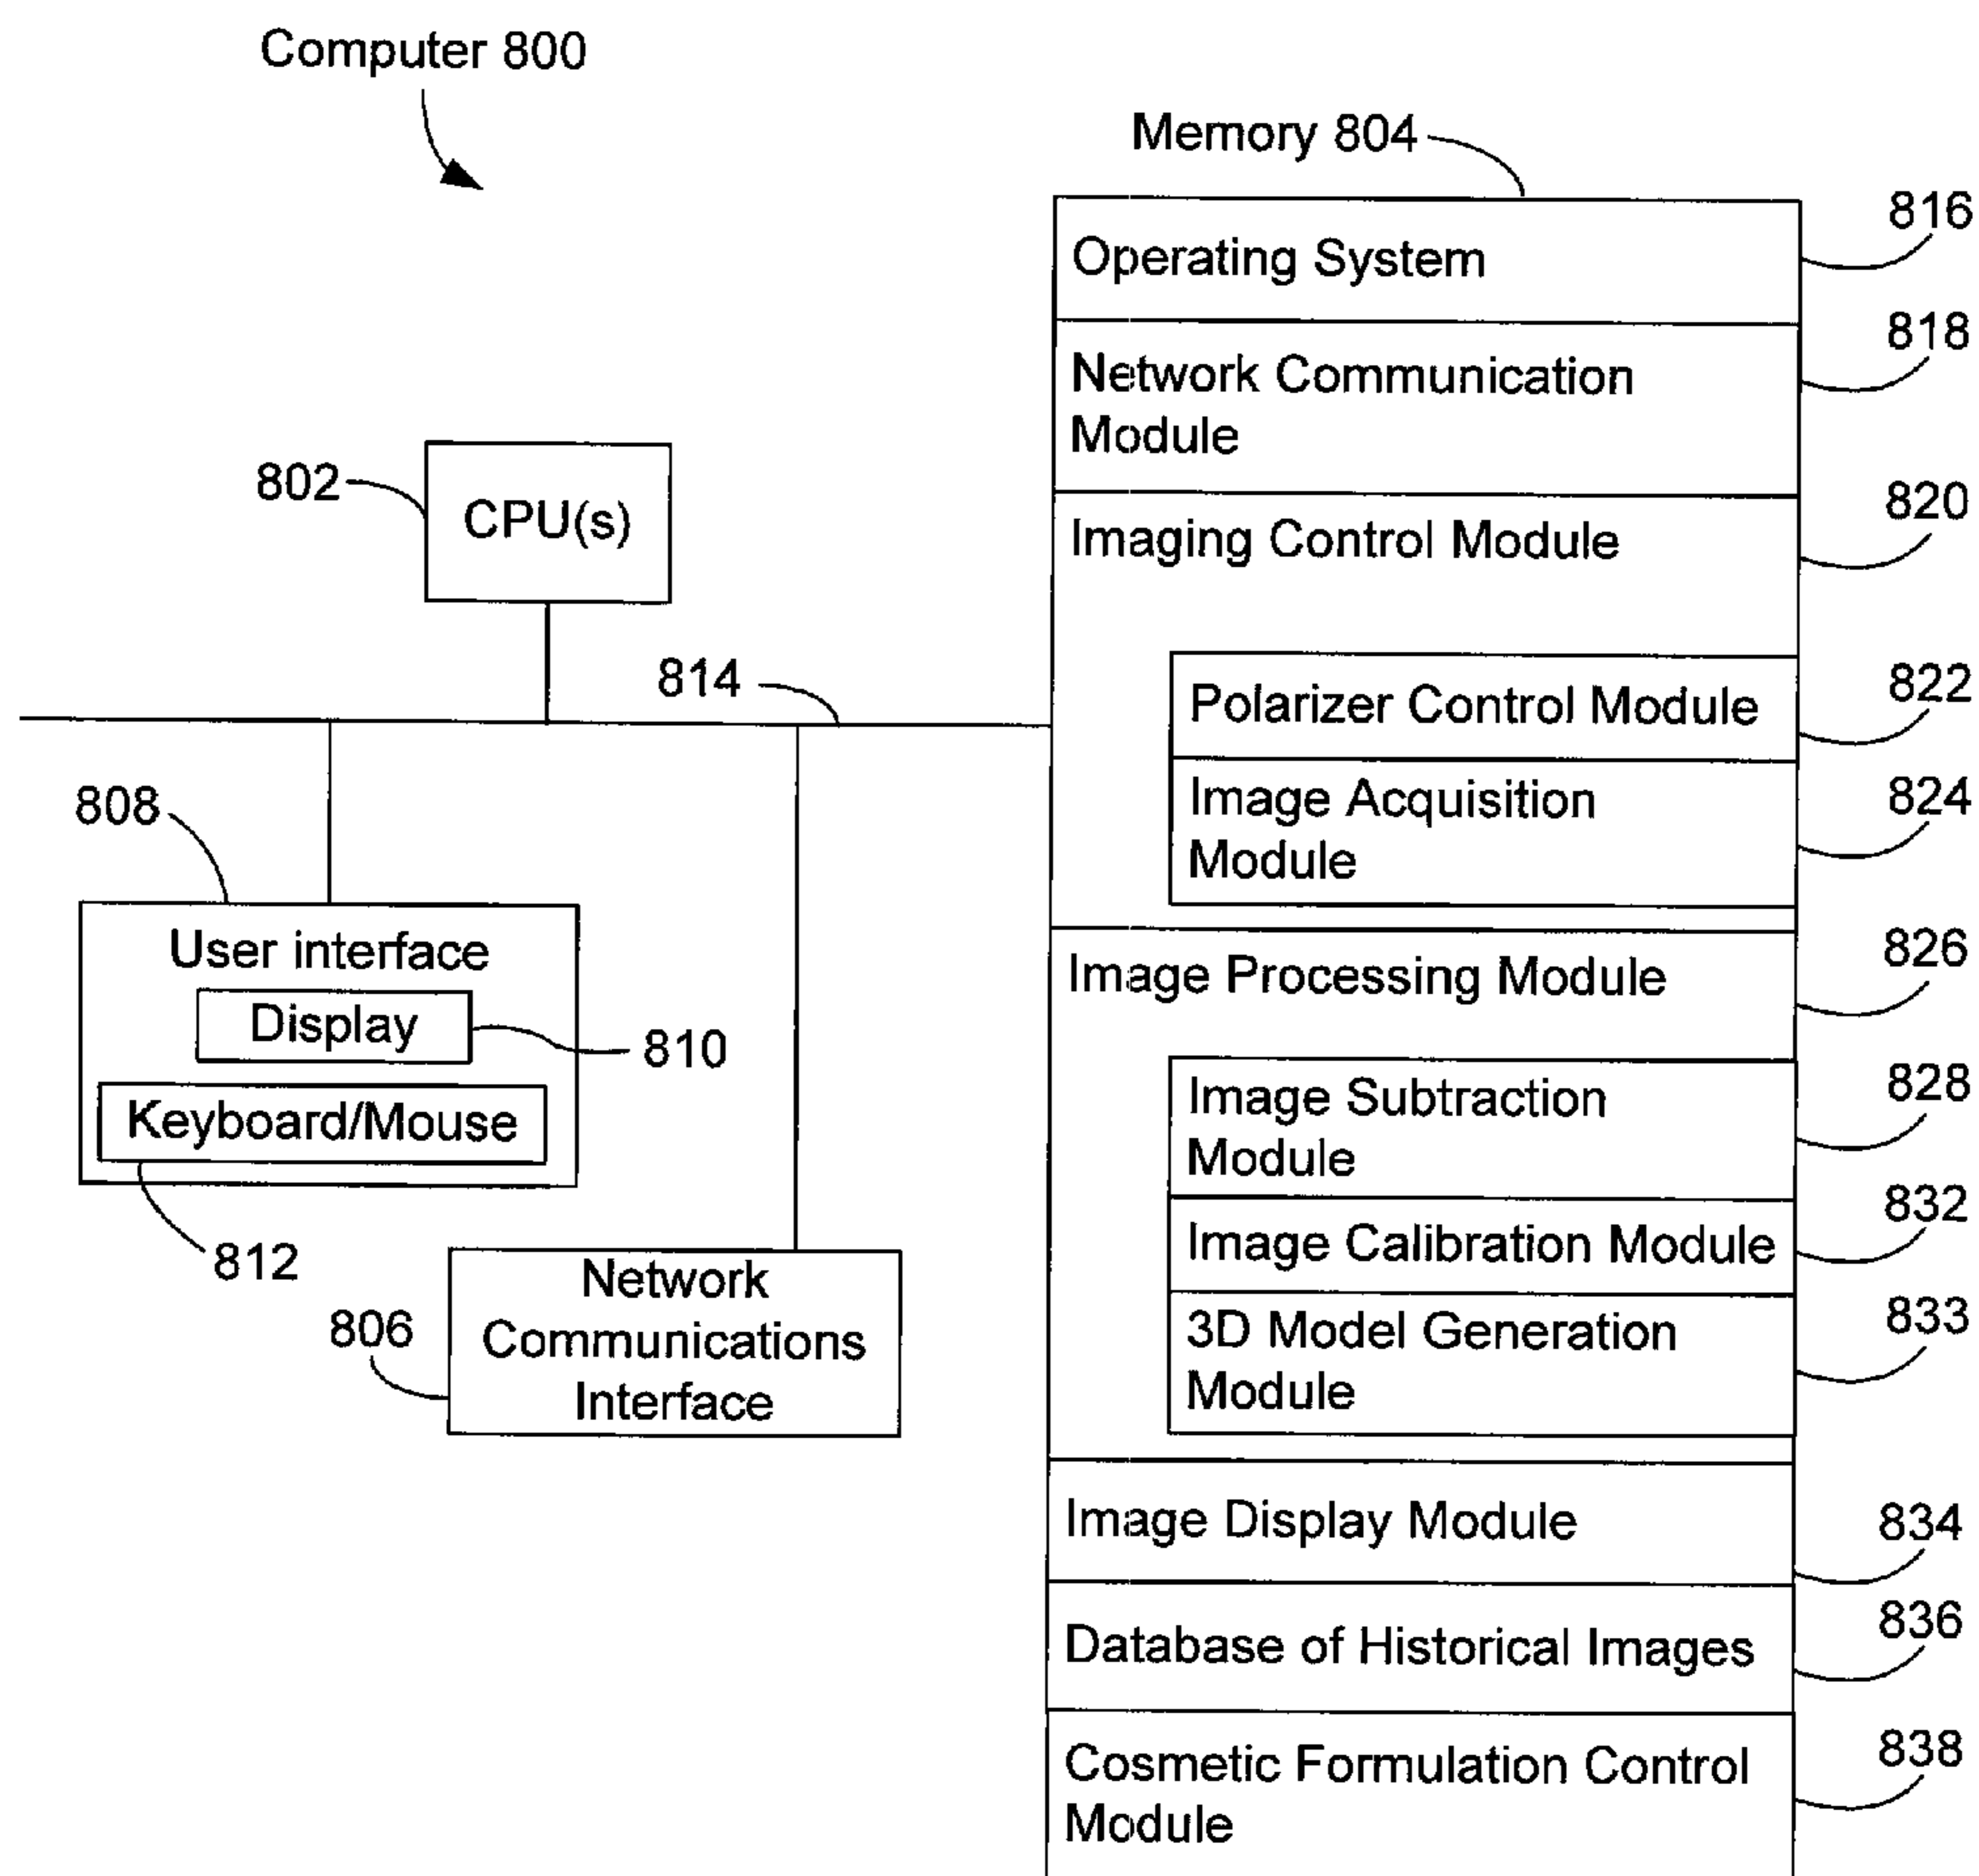 Computer 800
Memory 804
Operating System
816
Network Communication
Module
818
Imaging Control Module
820
Polarizer Control Module
822
Image Acquisition
Module
824
Image Processing Module
826
Image Subtraction
Module
828
Image Calibration Module
832
3D Model Generation
Module
833
Image Display Module
834
Database of Historical Images
836
Cosmetic Formulation Control
Module
838
802
CPU(s)
814
808
User interface
Display
810
Keyboard/Mouse
812
806
Network
Communications
Interface